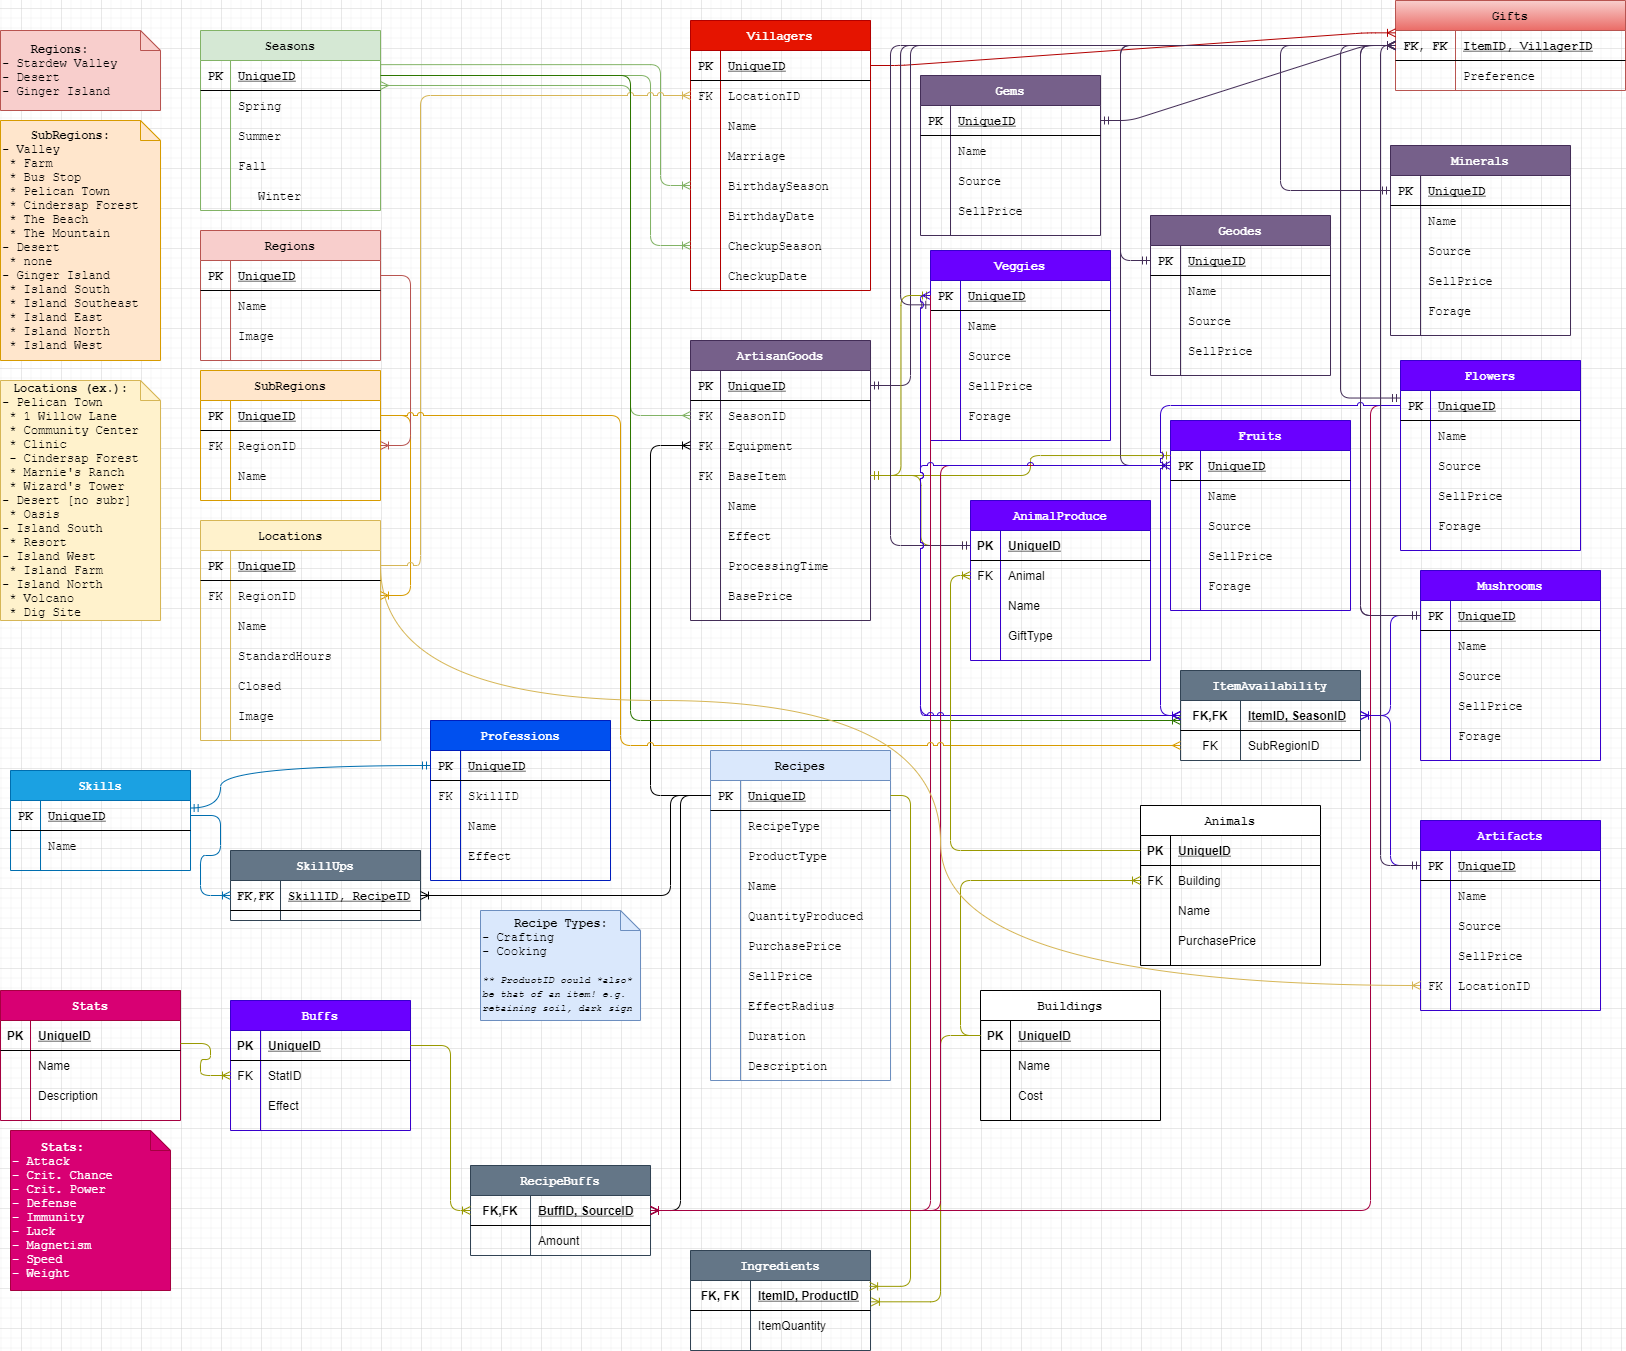 Regions:
- Stardew Valley
- Desert
- Ginger Island
SubRegions:
- Valley
* Farm
* Bus Stop
* Pelican Town
* Cindersap Forest
* The Beach
* The Mountain
- Desert
* none
- Ginger Island
* Island South
* Island Southeast
* Island East
* Island North
* Island West
Locations (ex.):
- Pelican Town
* 1 Willow Lane
* Community Center
* Clinic
- Cindersap Forest
* Marnie's Ranch
* Wizard's Tower
- Desert [no subr]
* Oasis
- Island South
* Resort
- Island West
* Island Farm
- Island North
* Volcano
* Dig Site
Seasons
PK UniqueID
Spring
Summer
Fall
Winter
Regions
PK UniqueID
Name
Image
SubRegions
PK UniqueID
FK RegionID
Name
Locations
PK UniqueID
FK RegionID
Name
StandardHours
Closed
Image
Villagers
PK UniqueID
FK LocationID
Name
Marriage
BirthdaySeason
BirthdayDate
CheckupSeason
CheckupDate
Gifts
FK, FK ItemID, VillagerID
Preference
Gems
PK UniqueID
Name
Source
SellPrice
Minerals
PK UniqueID
Name
Source
SellPrice
Forage
Geodes
PK UniqueID
Name
Source
SellPrice
Veggies
PK UniqueID
Name
Source
SellPrice
Forage
ArtisanGoods
PK UniqueID
FK SeasonID
FK Equipment
FK BaseItem
Name
Effect
ProcessingTime
BasePrice
Flowers
PK UniqueID
Name
Source
SellPrice
Forage
Fruits
PK UniqueID
Name
Source
SellPrice
Forage
AnimalProduce
PK UniqueID
FK Animal
Name
GiftType
Mushrooms
PK UniqueID
Name
Source
SellPrice
Forage
ItemAvailability
FK,FK ItemID, SeasonID
FK SubRegionID
Professions
PK UniqueID
FK SkillID
Name
Effect
Skills
PK UniqueID
Name
SkillUps
FK,FK SkillID, RecipeID
Recipes
PK UniqueID
RecipeType
ProductType
Name
QuantityProduced
PurchasePrice
SellPrice
EffectRadius
Duration
Description
Recipe Types:
- Crafting
- Cooking
** ProductID could *also*
be that of an item! e.g.
retaining soil, dark sign
Animals
PK UniqueID
FK Building
Name
PurchasePrice
Artifacts
PK UniqueID
Name
Source
SellPrice
FK LocationID
Buildings
PK UniqueID
Name
Cost
Stats
PK UniqueID
Name
Description
Buffs
PK UniqueID
FK StatID
Effect
Stats:
- Attack
- Crit. Chance
- Crit. Power
- Defense
- Immunity
- Luck
- Magnetism
- Speed
- Weight
RecipeBuffs
FK,FK BuffID, SourceID
Amount
Ingredients
FK, FK ItemID, ProductID
ItemQuantity